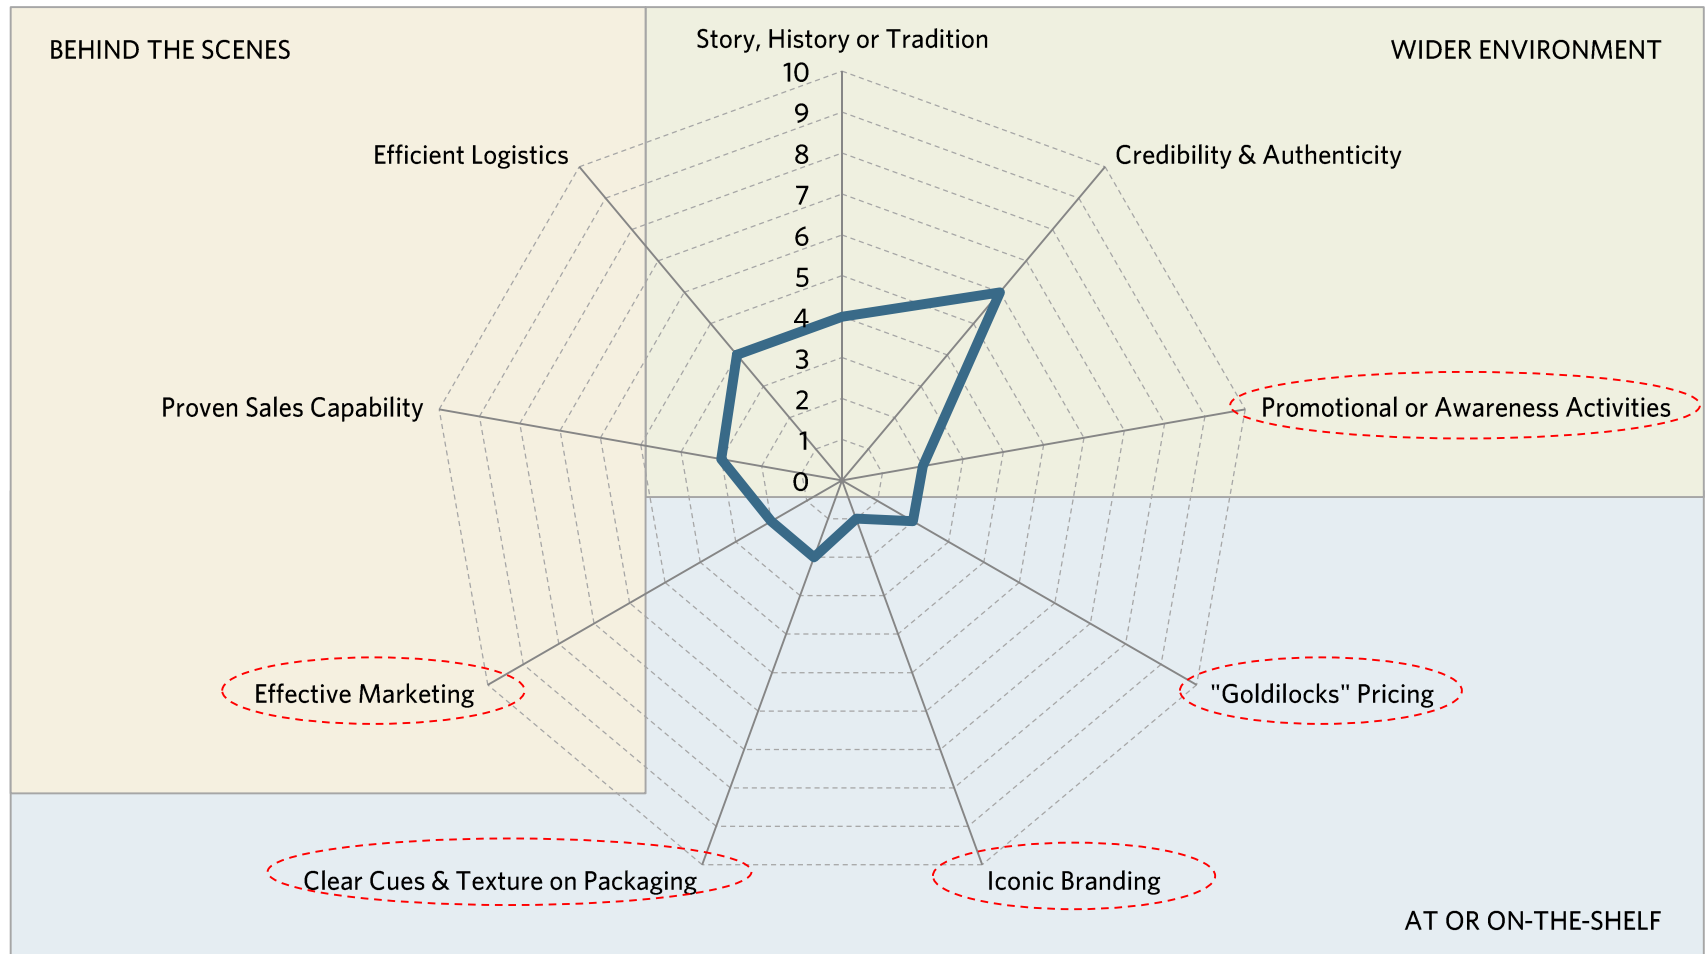 BEHIND THE SCENES
Story, History or Tradition
WIDER ENVIRONMENT
10
9
8
7
6
5
4
3
2
1
0
Efficient Logistics
Credibility & Authenticity
Proven Sales Capability
Promotional or Awareness Activities
Effective Marketing
"Goldilocks" Pricing
Clear Cues & Texture on Packaging
Iconic Branding
AT OR ON-THE-SHELF